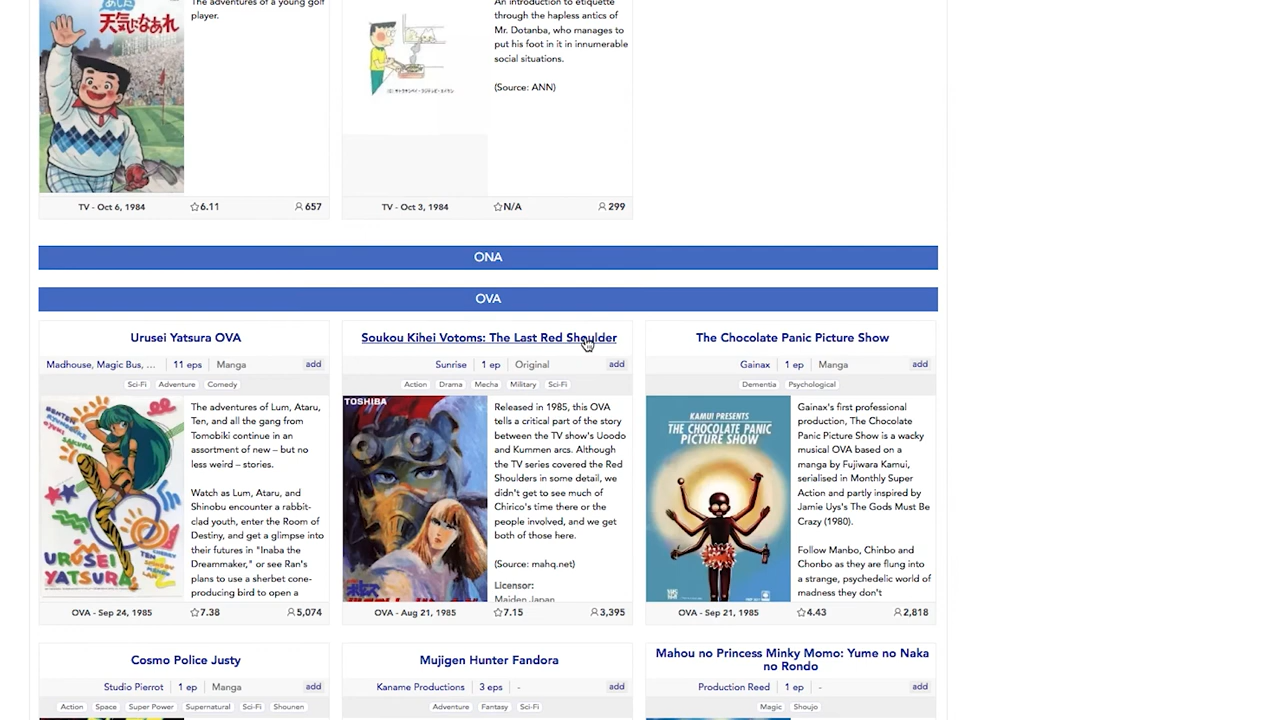 The adventures of a young golf
player.
あした
天気になあれ
TV - Oct 6, 1984
6.11
657
An introduction to etiquette
through the hapless antics of
Mr. Dotanba, who manages to
put his foot in it in innumerable
social situations.
(Source: ANN)
TV - Oct 3, 1984
N/A
299
ONA
OVA
Urusei Yatsura OVA
Madhouse, Magic Bus, ...
11 eps
Manga
add
Sci-Fi
Adventure
Comedy
BENTEN
RYUNOSUKE
OYUKI
SAKURA
URUSEI
YATSURA
The adventures of Lum, Ataru,
Ten, and all the gang from
Tomobiki continue in an
assortment of new – but no
less weird – stories.
Watch as Lum, Ataru, and
Shinobu encounter a rabbit-
clad youth, enter the Room of
Destiny, and get a glimpse into
their futures in "Inaba the
Dreammaker," or see Ran's
plans to use a sherbet cone-
producing bird to open a
OVA - Sep 24, 1985
7.38
5,074
Soukou Kihei Votoms: The Last Red Shoulder
Sunrise
1 ep
Original
add
Action
Drama
Mecha
Military
Sci-Fi
TOSHIBA
Released in 1985, this OVA
tells a critical part of the story
between the TV show's Uoodo
and Kummen arcs. Although
the TV series covered the Red
Shoulders in some detail, we
didn't get to see much of
Chirico's time there or the
people involved, and we get
both of those here.
(Source: mahq.net)
Licensor:
Maiden Japan
OVA - Aug 21, 1985
7.15
3,395
The Chocolate Panic Picture Show
Gainax
1 ep
Manga
add
Dementia
Psychological
KAMUI PRESENTS
THE CHOCOLATE PANIC
PICTURE SHOW
Gainax's first professional
production, The Chocolate
Panic Picture Show is a wacky
musical OVA based on a
manga by Fujiwara Kamui,
serialised in Monthly Super
Action and partly inspired by
Jamie Uys's The Gods Must Be
Crazy (1980).
Follow Manbo, Chinbo and
Chonbo as they are flung into
a strange, psychedelic world of
madness they don't
OVA - Sep 21, 1985
4.43
2,818
Cosmo Police Justy
Studio Pierrot
1 ep
Manga
add
Action
Space
Super Power
Supernatural
Sci-Fi
Shounen
Mujigen Hunter Fandora
Kaname Productions
3 eps
-
add
Adventure
Fantasy
Sci-Fi
Mahou no Princess Minky Momo: Yume no Naka
no Rondo
Production Reed
1 ep
-
add
Magic
Shoujo